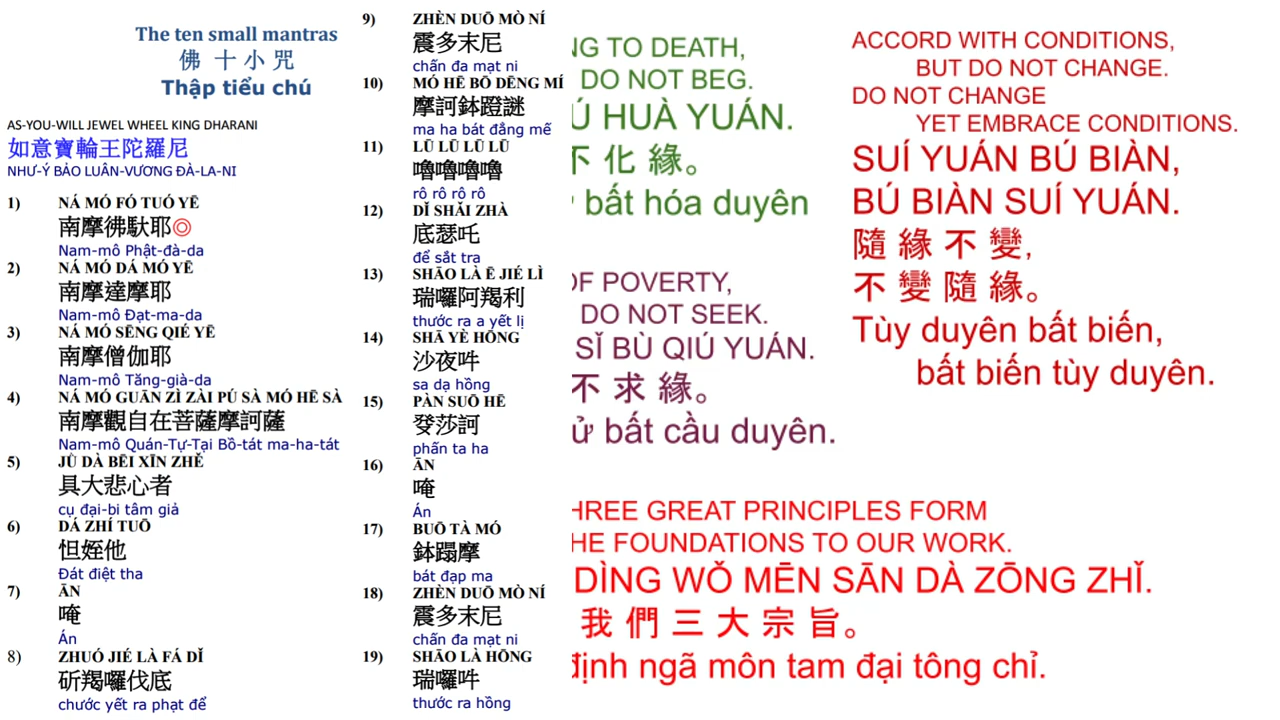 The ten small mantras
佛 十 小 咒
Thập tiểu chú
AS-YOU-WILL JEWEL WHEEL KING DHARANI
如意寶輪王陀羅尼
NHƯ-Ý BẢO LUÂN-VƯƠNG ĐÀ-LA-NI
1) NÁ MÓ FÓ TUÓ YĒ
南摩彿馱耶◎
Nam-mô Phật-đà-da
2) NÁ MÓ DÁ MÓ YĒ
南摩達摩耶
Nam-mô Đạt-ma-da
3) NÁ MÓ SĒNG QIÉ YĒ
南摩僧伽耶
Nam-mô Tăng-già-da
4) NÁ MÓ GUĀN ZÌ ZÀI PÚ SÀ MÓ HĒ SÀ
南摩觀自在菩薩摩訶薩
Nam-mô Quán-Tự-Tại Bồ-tát ma-ha-tát
5) JÙ DÀ BĒI XĪN ZHĚ
具大悲心者
cụ đại-bi tâm giả
6) DÁ ZHÍ TUŌ
怛姪他
Đát điệt tha
7) ĀN
唵
Án
8) ZHUÓ JIÉ LÀ FÁ DǏ
斫羯囉伐底
chước yết ra phạt để
9) ZHÈN DUŌ MÒ NÍ
震多末尼
chấn đa mạt ni
10) MÓ HĒ BŌ DĒNG MÍ
摩訶鉢蹬謎
ma ha bát đẳng mế
11) LŪ LŪ LŪ LŪ
嚕嚕嚕嚕
rô rô rô rô
12) DǏ SHǍI ZHÀ
底瑟吒
để sắt tra
13) SHĀO LÀ Ē JIÉ LÌ
瑞囉阿羯利
thước ra a yết lị
14) SHĀ YÈ HŌNG
沙夜吽
sa dạ hồng
15) PÀN SUŌ HĒ
癹莎訶
phấn ta ha
16) ĀN
唵
Án
17) BUŌ TÀ MÓ
鉢蹋摩
bát đạp ma
18) ZHÈN DUŌ MÒ NÍ
震多末尼
chấn đa mạt ni
19) SHĀO LÀ HŌNG
瑞囉吽
thước ra hồng
NG TO DEATH,
DO NOT BEG.
Ú HUÀ YUÁN.
不 化 緣。
bất hóa duyên
OF POVERTY,
DO NOT SEEK.
SǏ BÙ QIÚ YUÁN.
不 求 緣。
ử bất cầu duyên.
ACCORD WITH CONDITIONS,
BUT DO NOT CHANGE.
DO NOT CHANGE
YET EMBRACE CONDITIONS.
SUÍ YUÁN BÚ BIÀN,
BÚ BIÀN SUÍ YUÁN.
隨 緣 不 變,
不 變 隨 緣。
Tùy duyên bất biến,
bất biến tùy duyên.
HREE GREAT PRINCIPLES FORM
HE FOUNDATIONS TO OUR WORK.
DÌNG WǑ MĒN SĀN DÀ ZŌNG ZHǏ.
我 們 三 大 宗 旨。
định ngã môn tam đại tông chỉ.